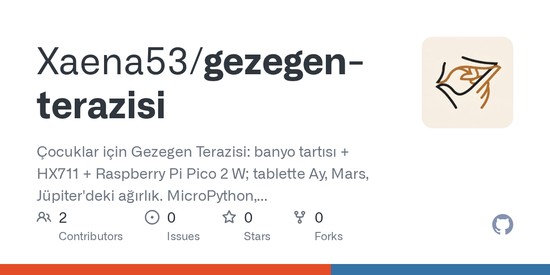 Xaena53/gezegen-
terazisi
Çocuklar için Gezegen Terazisi: banyo tartısı +
HX711 + Raspberry Pi Pico 2 W; tablette Ay, Mars,
Jüpiter'deki ağırlık. MicroPython,...
2 0 0 0
Contributors Issues Stars Forks